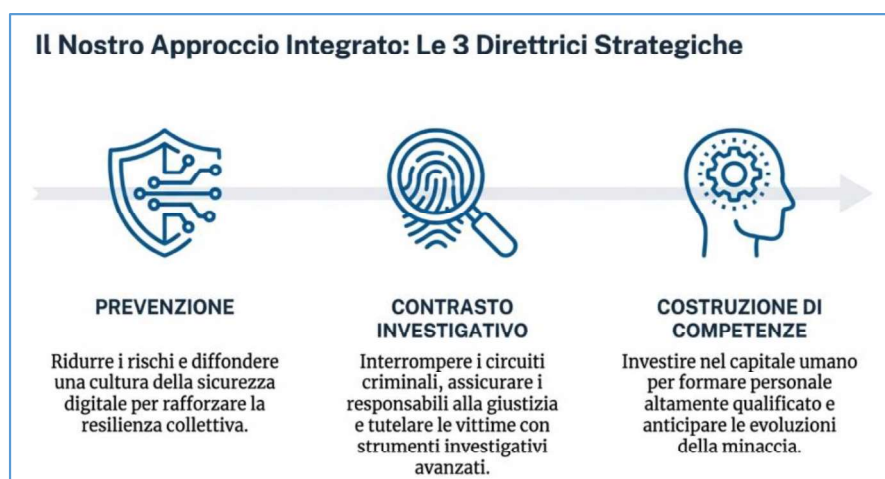 Il Nostro Approccio Integrato: Le 3 Direttrici Strategiche
PREVENZIONE
Ridurre i rischi e diffondere
una cultura della sicurezza
digitale per rafforzare la
resilienza collettiva.
CONTRASTO
INVESTIGATIVO
Interrompere i circuiti
criminali, assicurare i
responsabili alla giustizia
e tutelare le vittime con
strumenti investigativi
avanzati.
COSTRUZIONE DI
COMPETENZE
Investire nel capitale umano
per formare personale
altamente qualificato e
anticipare le evoluzioni
della minaccia.